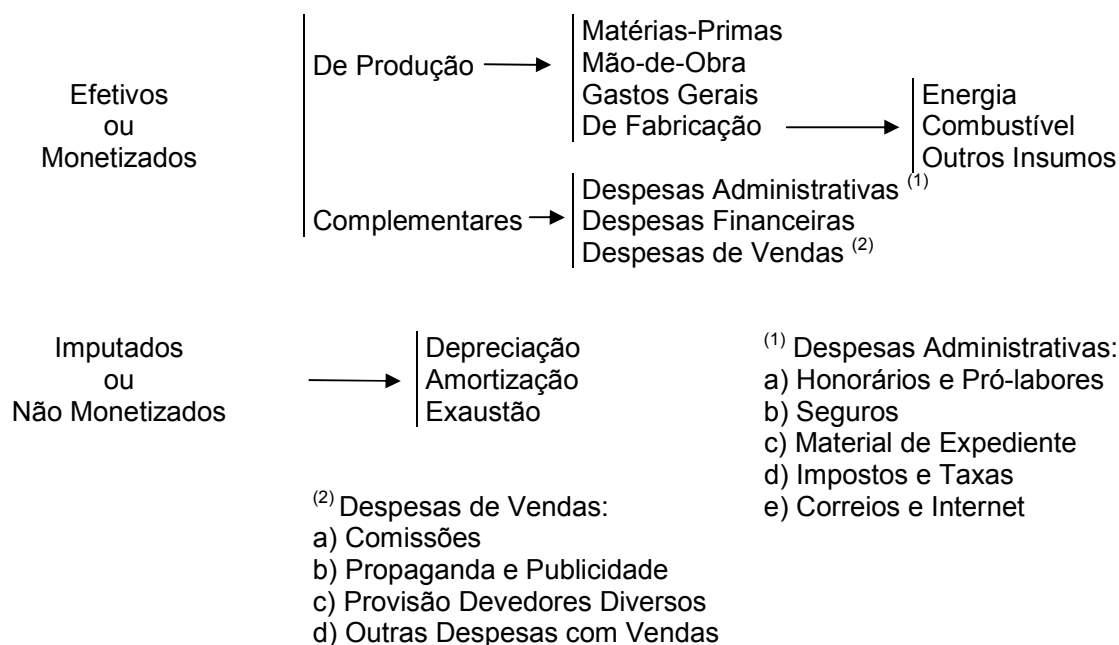 Efetivos
ou
Monetizados
De Produção
Matérias-Primas
Mão-de-Obra
Gastos Gerais
De Fabricação
Energia
Combustível
Outros Insumos
Complementares
Despesas Administrativas (1)
Despesas Financeiras
Despesas de Vendas (2)
Imputados
ou
Não Monetizados
Depreciação
Amortização
Exaustão
(1) Despesas Administrativas:
a) Honorários e Pró-labores
b) Seguros
c) Material de Expediente
d) Impostos e Taxas
e) Correios e Internet
(2) Despesas de Vendas:
a) Comissões
b) Propaganda e Publicidade
c) Provisão Devedores Diversos
d) Outras Despesas com Vendas